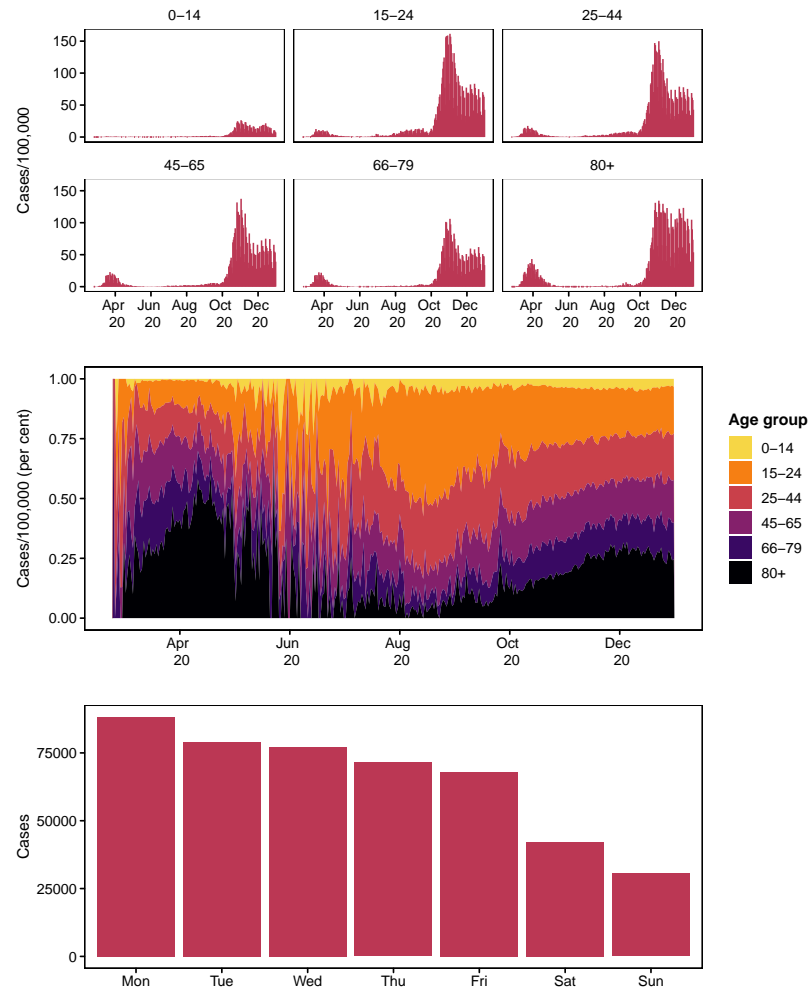 0−14 15−24 25−44
150
100
50
0
45−65 66−79 80+
150
100
50
0
Cases/100,000
Apr Jun Aug Oct Dec Apr Jun Aug Oct Dec Apr Jun Aug Oct Dec
20 20 20 20 20 20 20 20 20 20 20 20 20 20 20
1.00
0.75
0.50
0.25
0.00
Cases/100,000 (per cent)
Apr Jun Aug Oct Dec
20 20 20 20 20
Age group
0−14
15−24
25−44
45−65
66−79
80+
75000
50000
25000
0
Cases
Mon Tue Wed Thu Fri Sat Sun